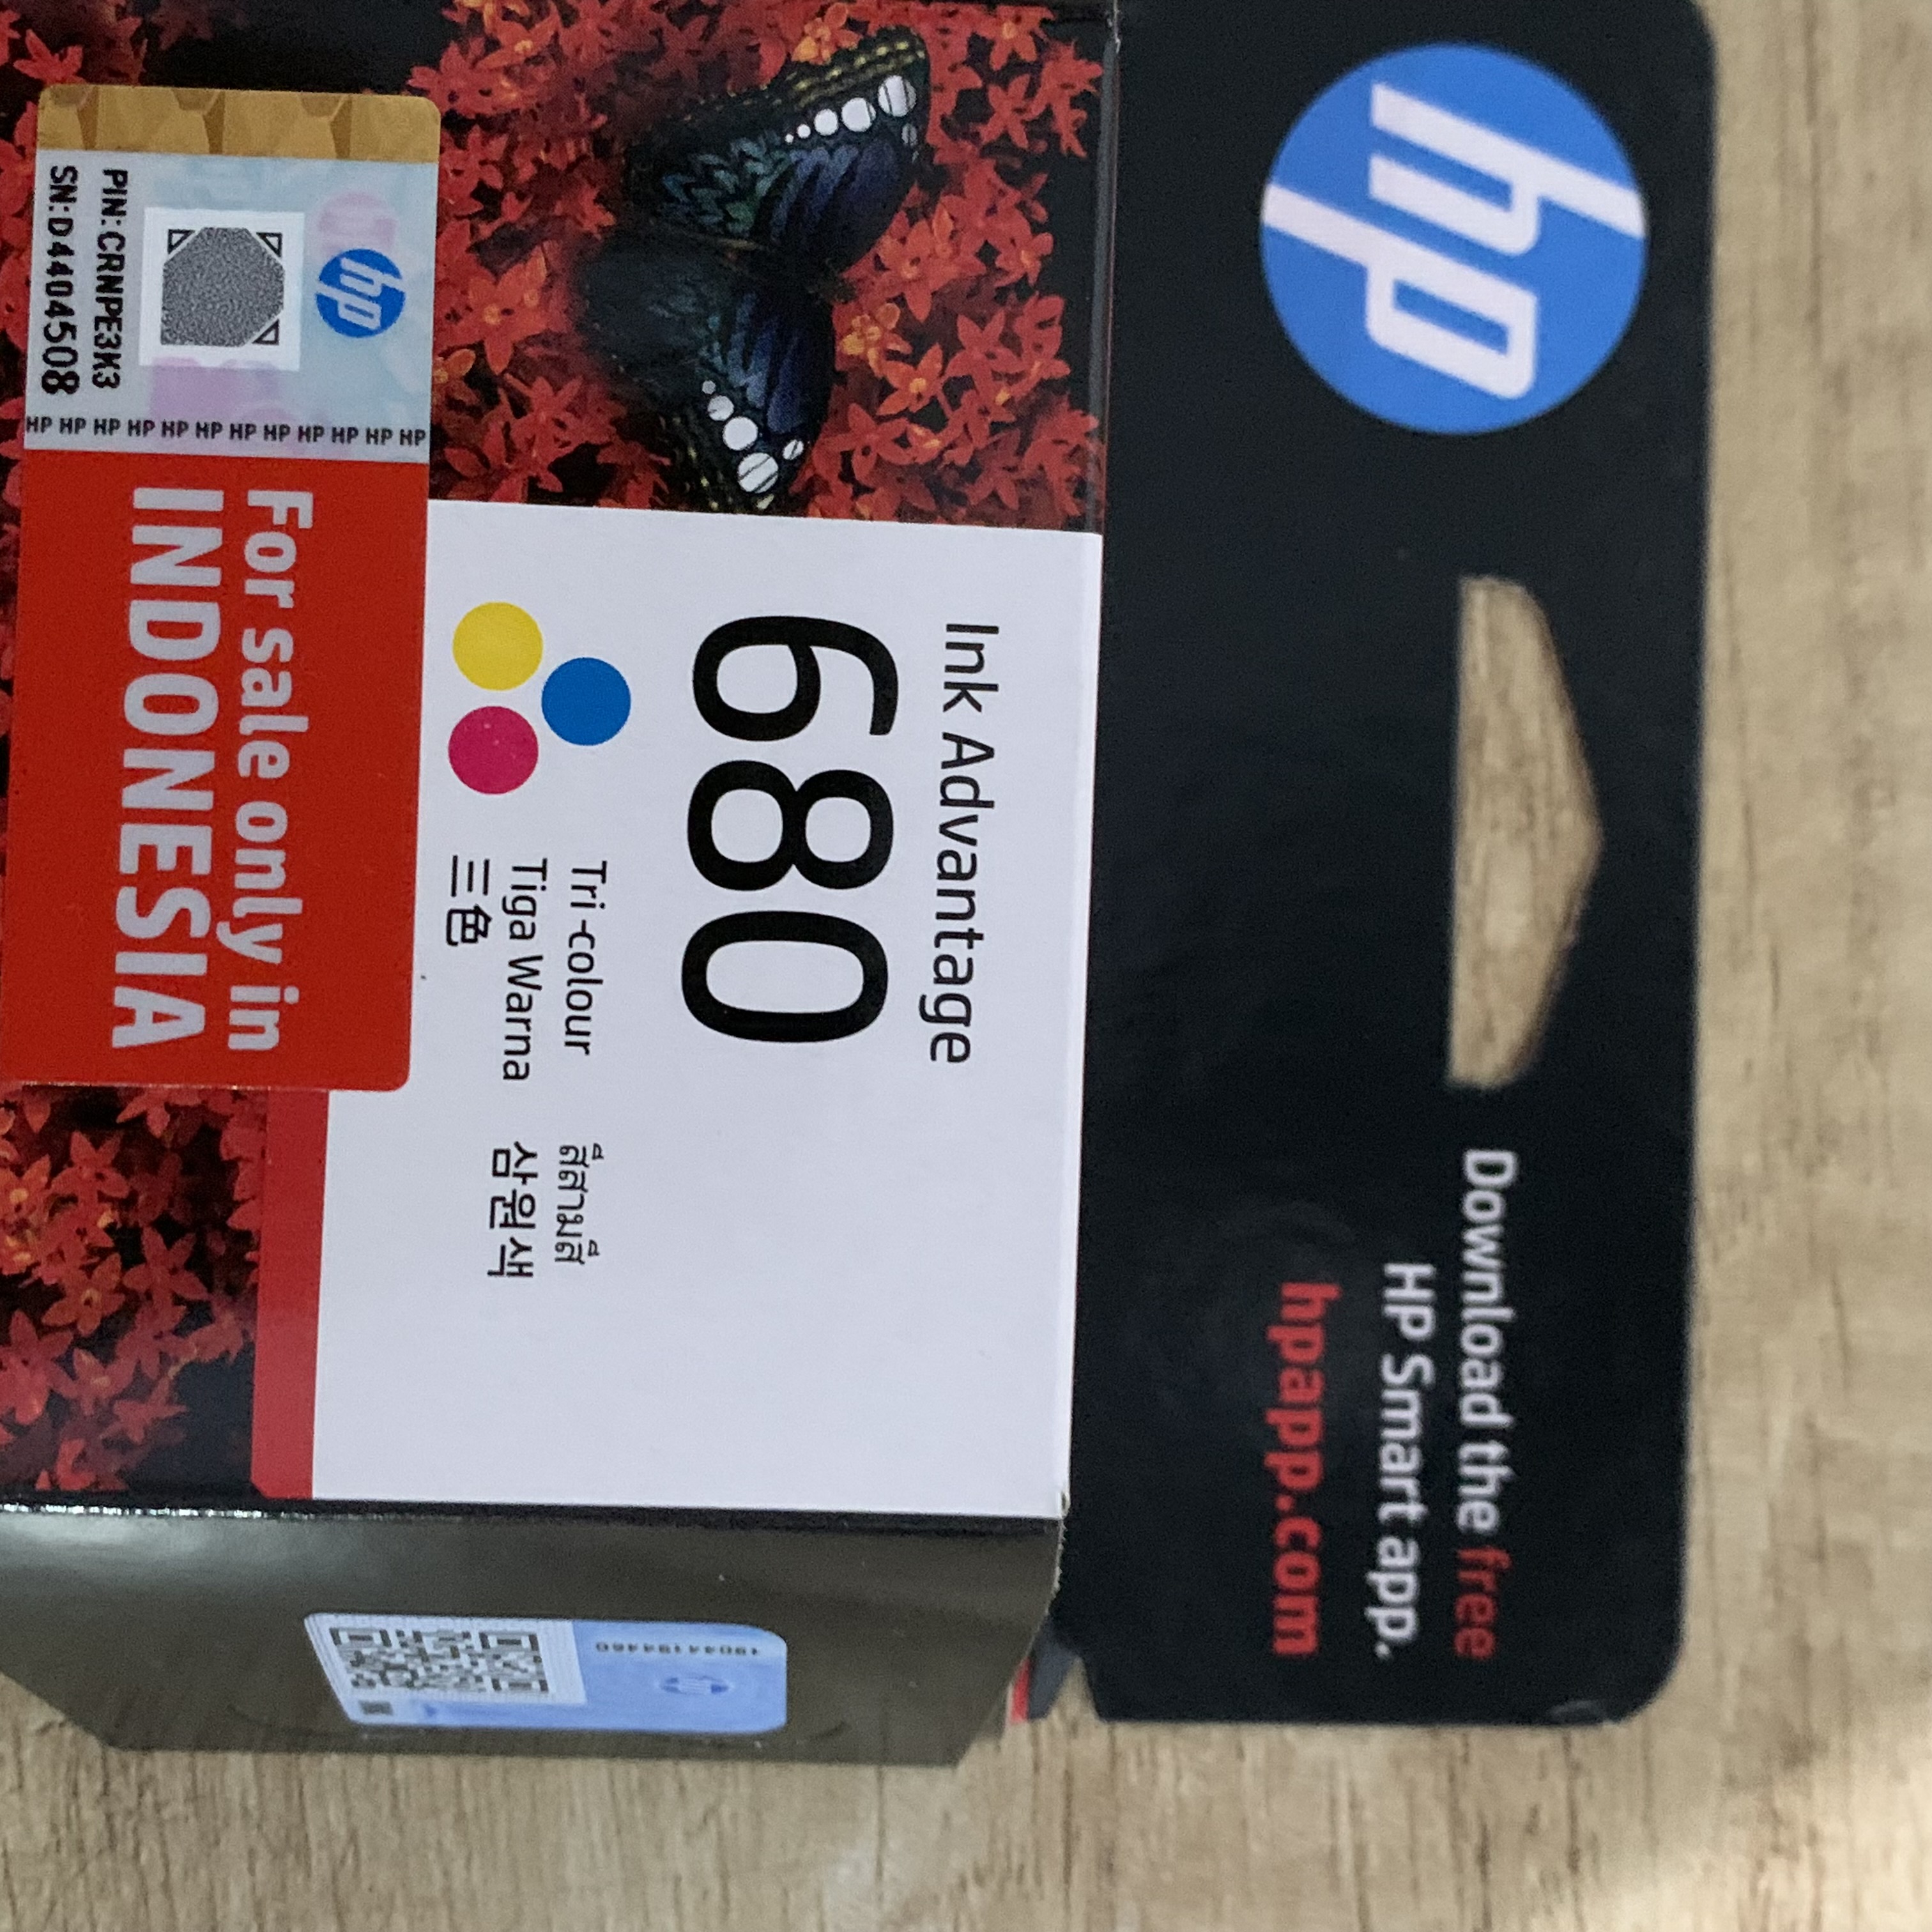 hp
Download the free
HP Smart app.
hpapp.com
Ink Advantage
680
Tri-colour
Tiga Warna
三色
สีสามสี
삼원색
hp
PIN:CRNPE3K3
SN:D4404508
HP HP HP HP HP HP HP HP HP HP HP HP
For sale only in
INDONESIA